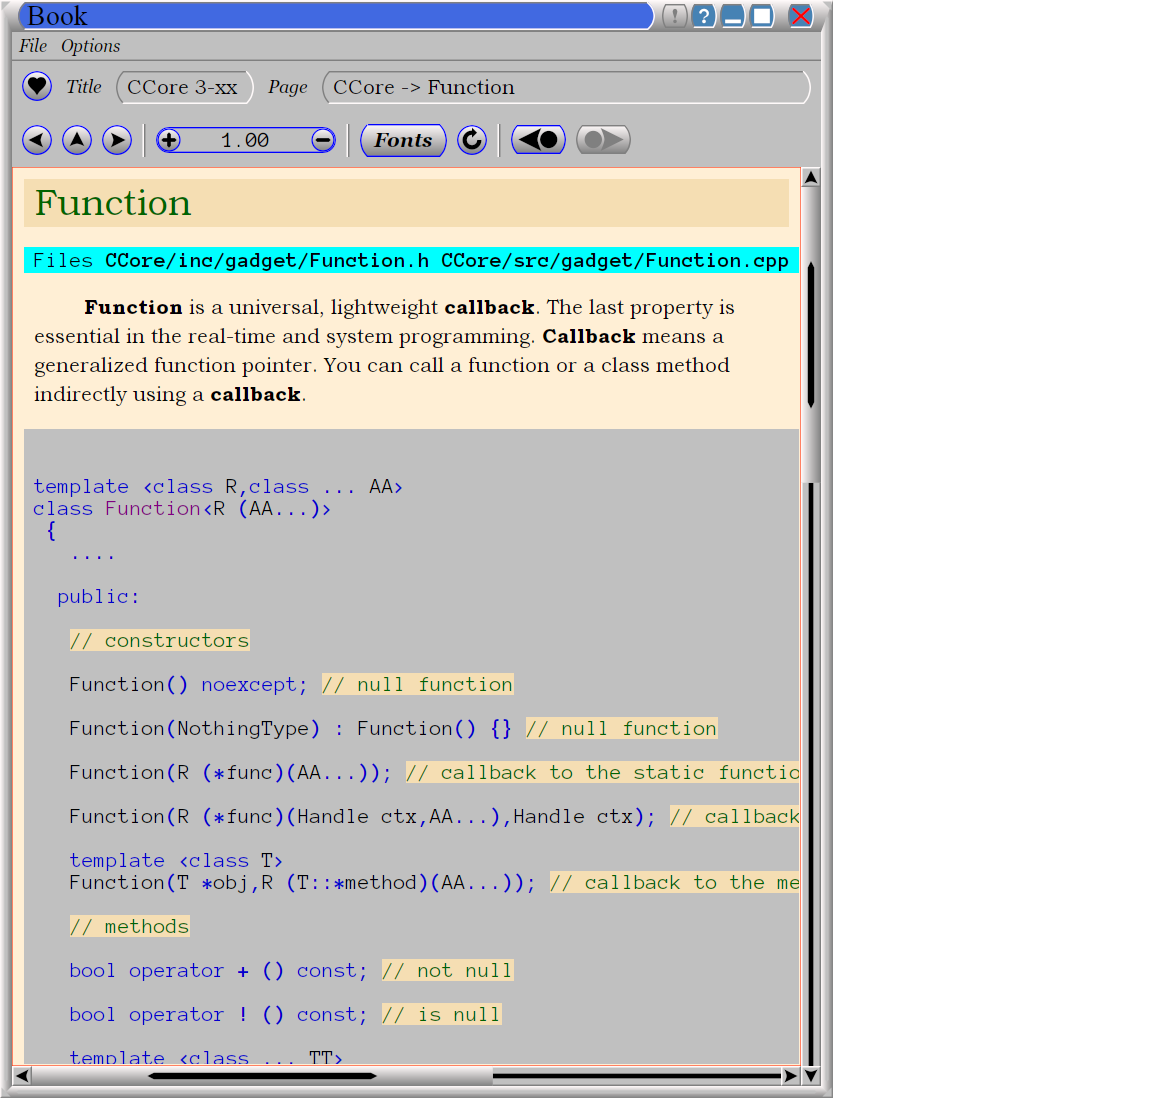 Book
File Options
Title CCore 3-xx Page CCore -> Function
1.00 Fonts
Function
Files CCore/inc/gadget/Function.h CCore/src/gadget/Function.cpp
Function is a universal, lightweight callback. The last property is
essential in the real-time and system programming. Callback means a
generalized function pointer. You can call a function or a class method
indirectly using a callback.
template <class R,class ... AA>
class Function<R (AA...)>
{
....
public:
// constructors
Function() noexcept; // null function
Function(NothingType) : Function() {} // null function
Function(R (*func)(AA...)); // callback to the static functio
Function(R (*func)(Handle ctx,AA...),Handle ctx); // callback
template <class T>
Function(T *obj,R (T::*method)(AA...)); // callback to the me
// methods
bool operator + () const; // not null
bool operator ! () const; // is null
template <class ... TT>